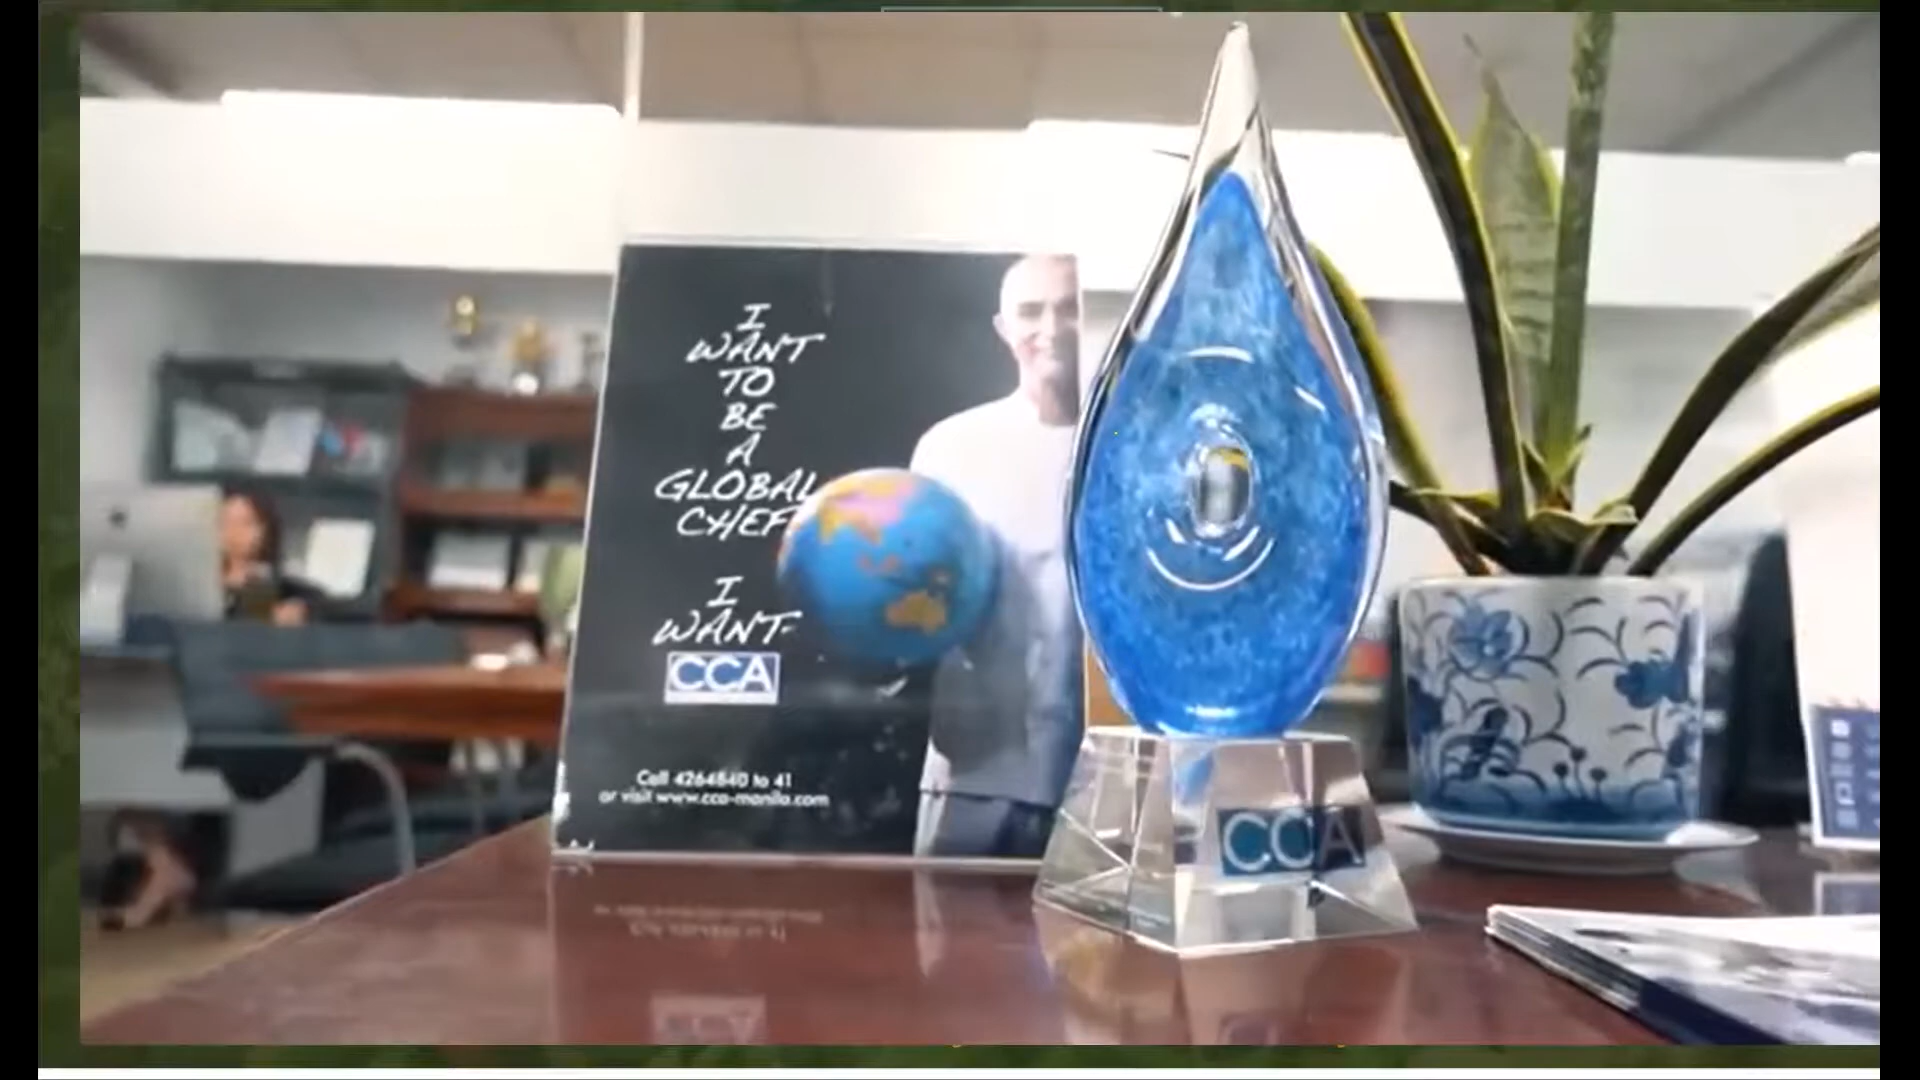 I
WANT
TO
BE
A
GLOBAL
CHEF
I
WANT
CCA
Call 4264840 to 41
or visit www.cca-manila.com
CCA